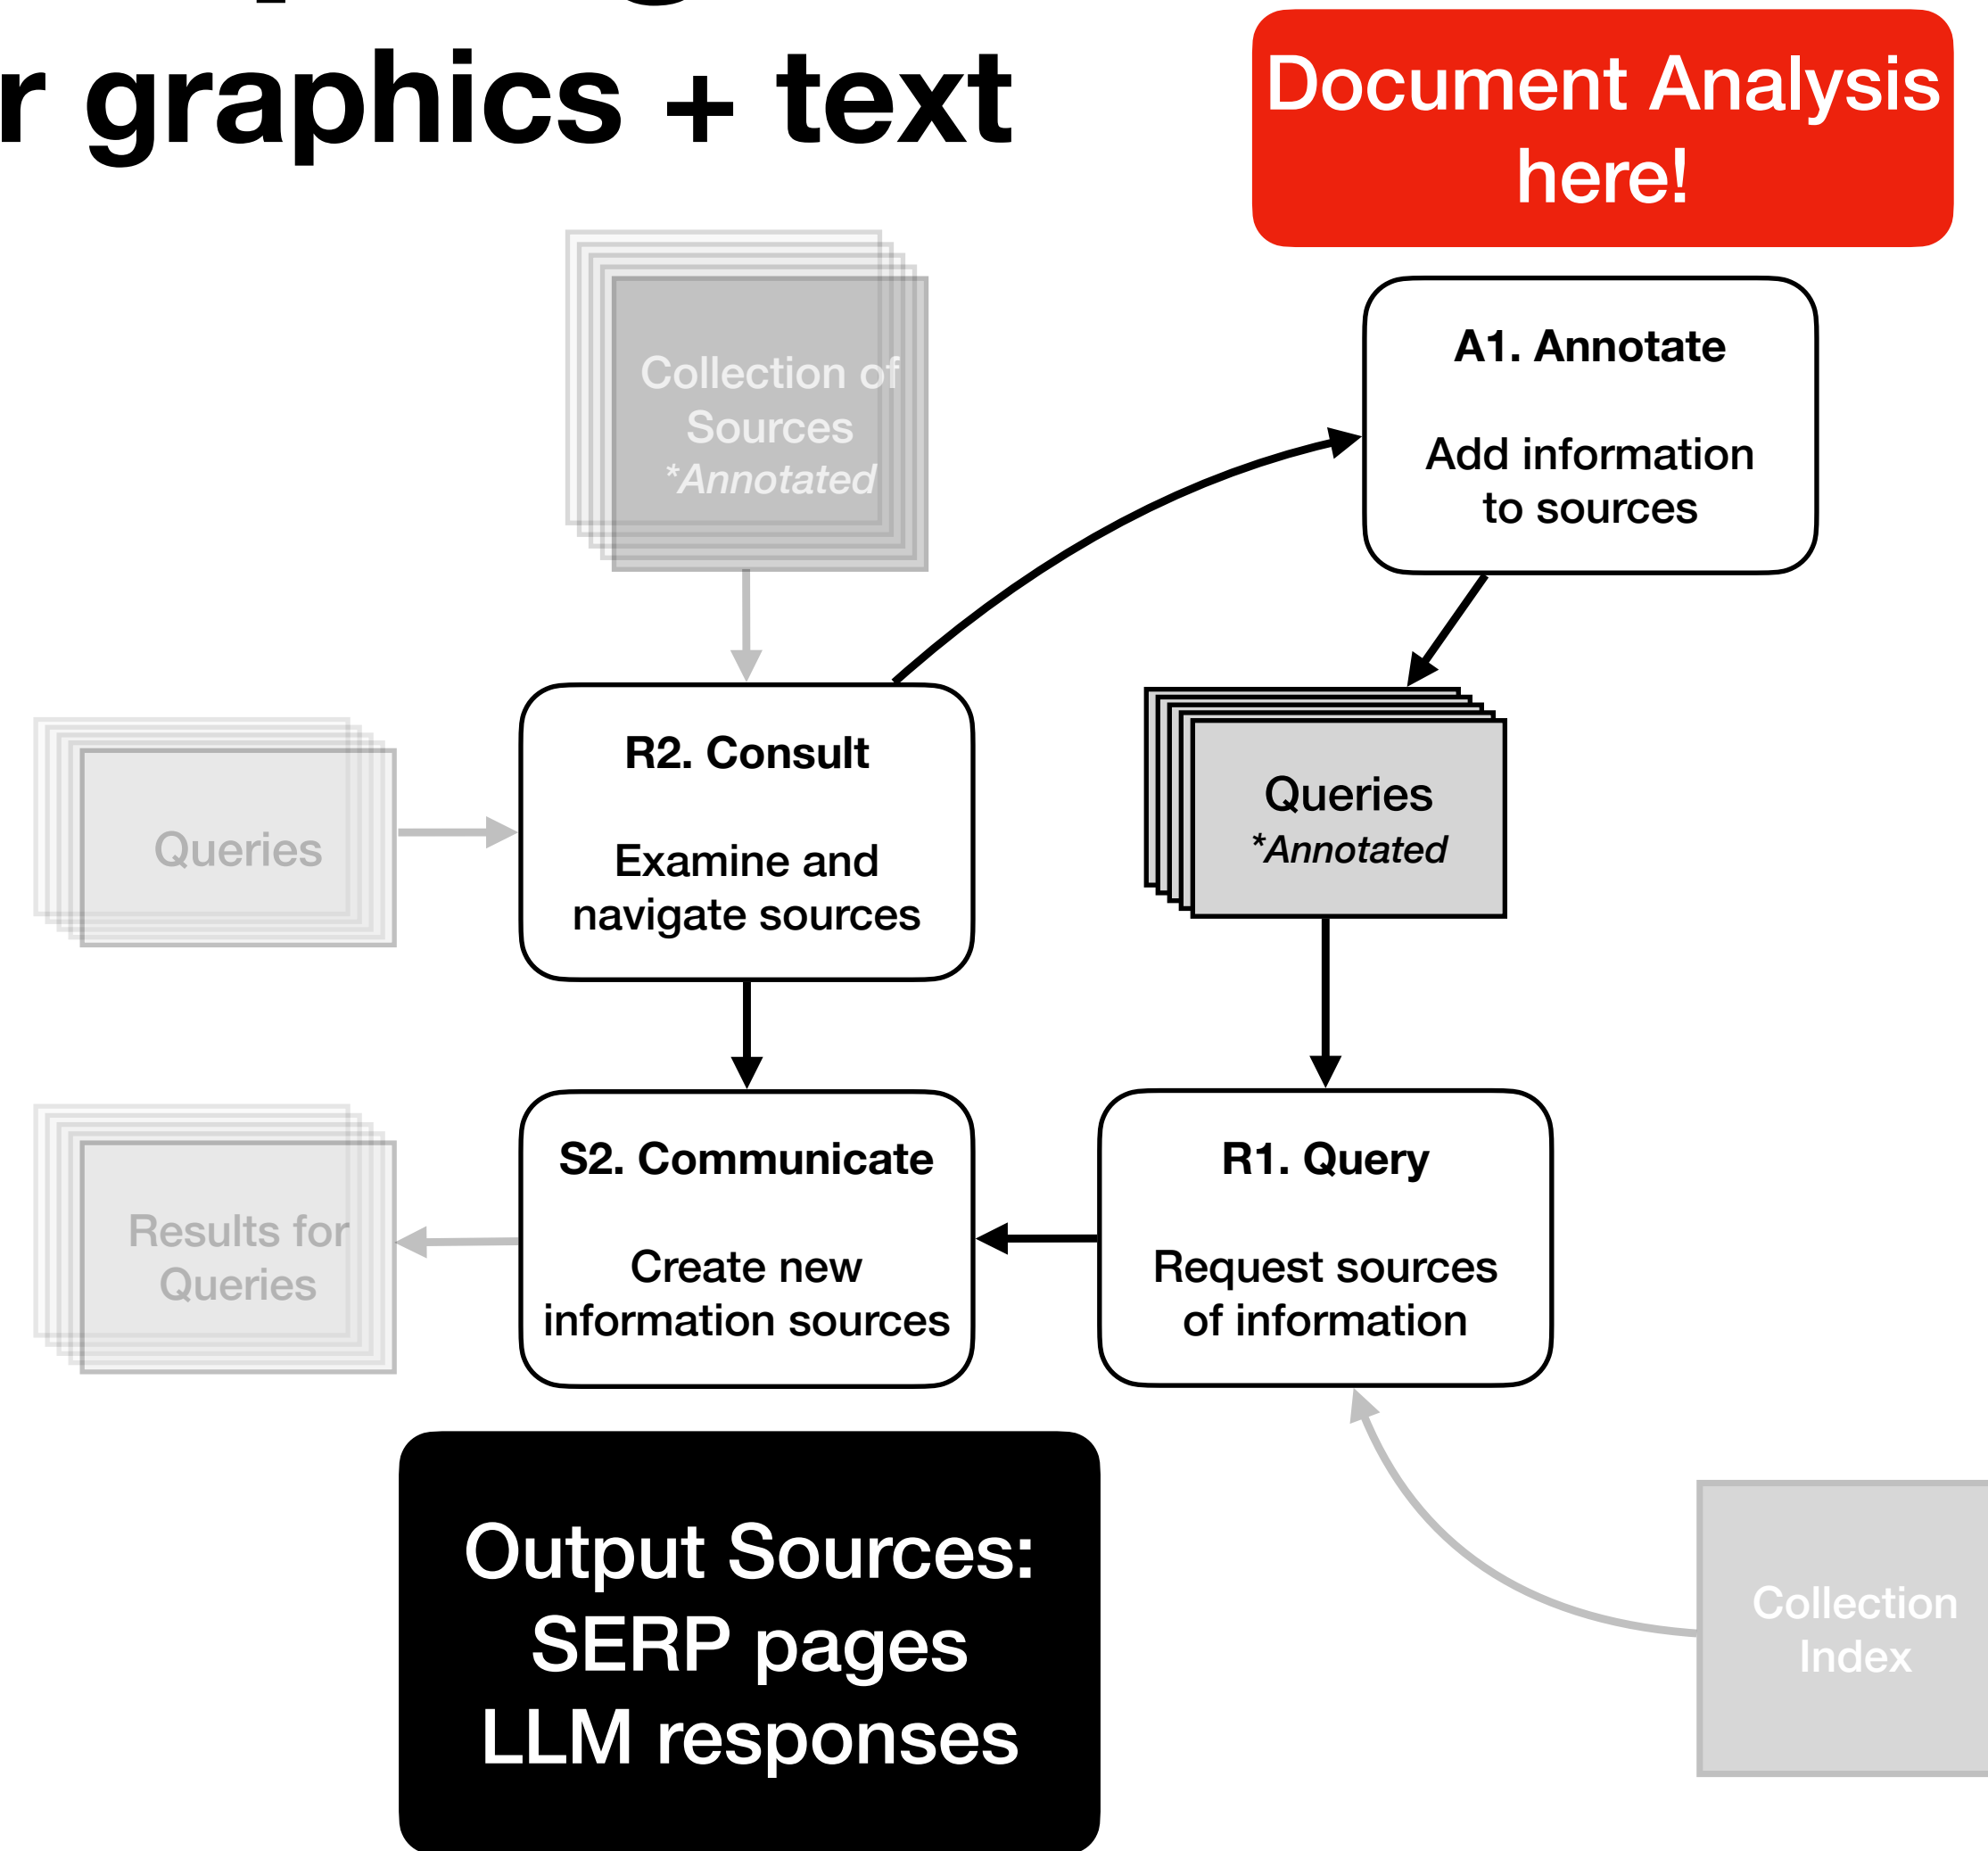 r graphics + text
Document Analysis
here!
Collection of
Sources
*Annotated
A1. Annotate
Add information
to sources
R2. Consult
Examine and
navigate sources
Queries
Queries
*Annotated
S2. Communicate
Create new
information sources
R1. Query
Request sources
of information
Results for
Queries
Output Sources:
SERP pages
LLM responses
Collection
Index